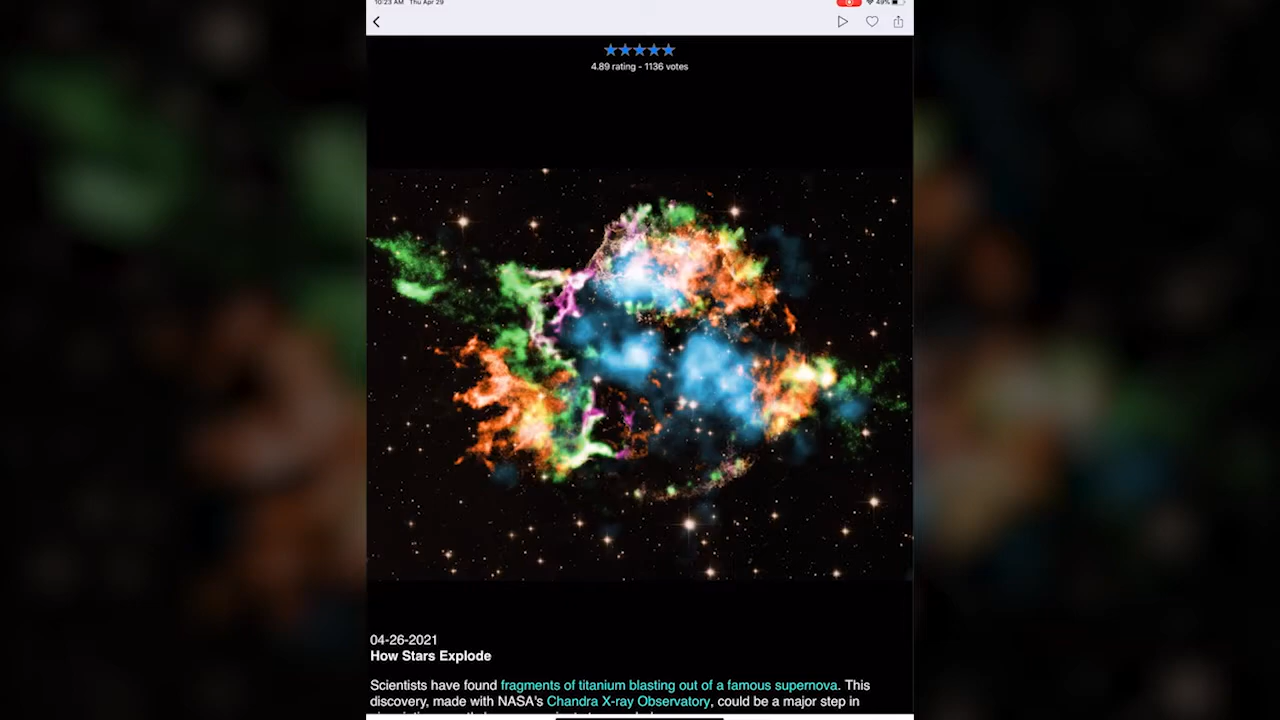 10:23 AM Thu Apr 29
49%
4.89 rating - 1136 votes
04-26-2021
How Stars Explode
Scientists have found fragments of titanium blasting out of a famous supernova. This
discovery, made with NASA's Chandra X-ray Observatory, could be a major step in